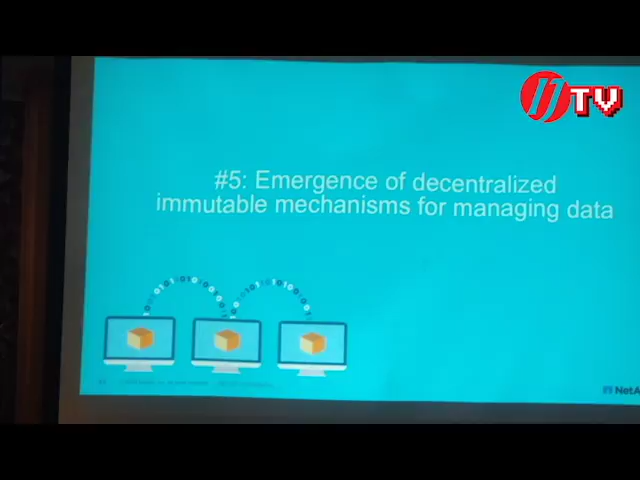 TV
#5: Emergence of decentralized
immutable mechanisms for managing data
NetA